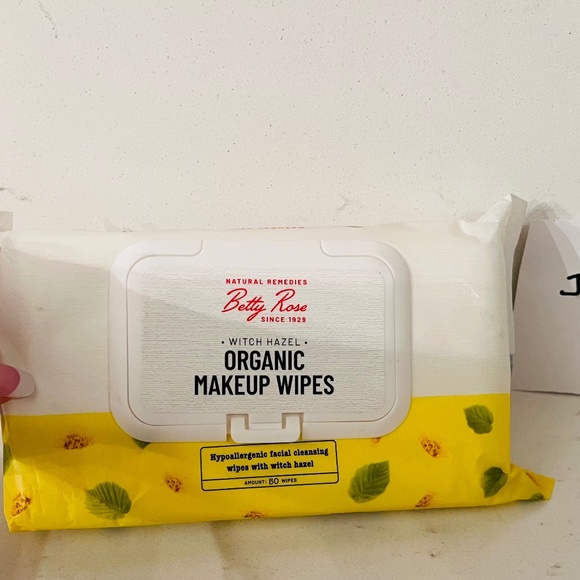 NATURAL REMEDIES
Betty Rose
SINCE 1929
• WITCH HAZEL •
ORGANIC
MAKEUP WIPES
Hypoallergenic facial cleansing
wipes with witch hazel
AMOUNT: 50 WIPES